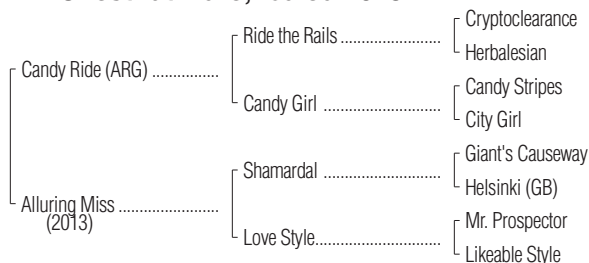 Cryptoclearance
Ride the Rails
Herbalesian
Candy Ride (ARG)
Candy Stripes
Candy Girl
City Girl
Giant's Causeway
Shamardal
Helsinki (GB)
Alluring Miss
(2013)
Mr. Prospector
Love Style
Likeable Style